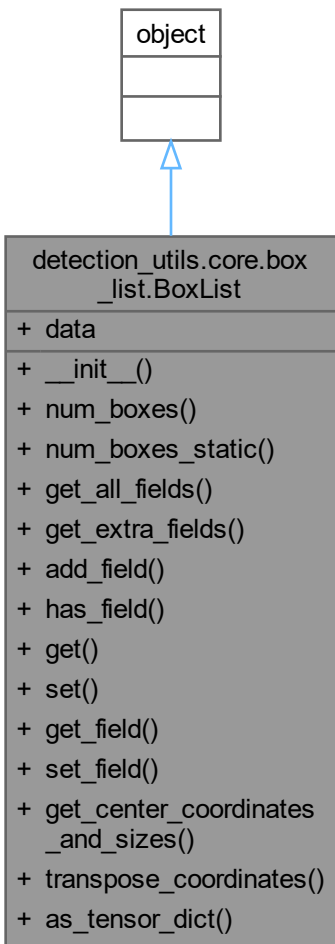 object
detection_utils.core.box
_list.BoxList
+ data
+ __init__()
+ num_boxes()
+ num_boxes_static()
+ get_all_fields()
+ get_extra_fields()
+ add_field()
+ has_field()
+ get()
+ set()
+ get_field()
+ set_field()
+ get_center_coordinates
_and_sizes()
+ transpose_coordinates()
+ as_tensor_dict()